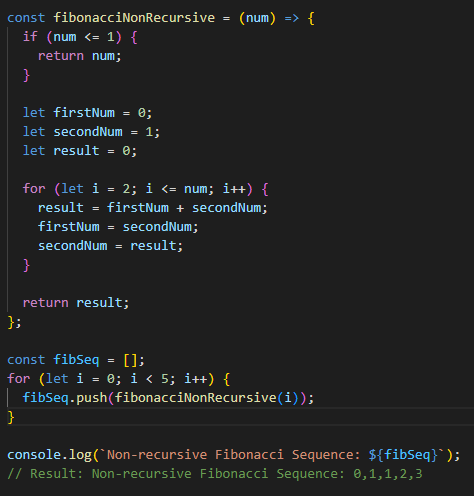 const fibonacciNonRecursive = (num) => {
  if (num <= 1) {
    return num;
  }

  let firstNum = 0;
  let secondNum = 1;
  let result = 0;

  for (let i = 2; i <= num; i++) {
    result = firstNum + secondNum;
    firstNum = secondNum;
    secondNum = result;
  }

  return result;
};

const fibSeq = [];
for (let i = 0; i < 5; i++) {
  fibSeq.push(fibonacciNonRecursive(i));
}

console.log(`Non-recursive Fibonacci Sequence: ${fibSeq}`);
// Result: Non-recursive Fibonacci Sequence: 0,1,1,2,3